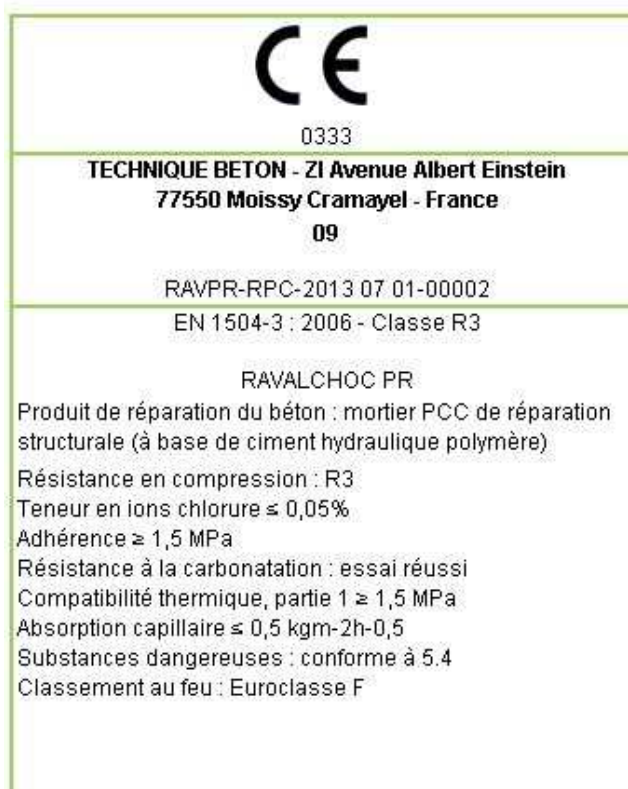 CE
0333
TECHNIQUE BETON - ZI Avenue Albert Einstein
77550 Moissy Cramayel - France
09
RAVPR-RPC-2013 07 01-00002
EN 1504-3 : 2006 - Classe R3
RAVALCHOC PR
Produit de réparation du béton : mortier PCC de réparation
structurale (à base de ciment hydraulique polymère)
Résistance en compression : R3
Teneur en ions chlorure ≤ 0,05%
Adhérence ≥ 1,5 MPa
Résistance à la carbonatation : essai réussi
Compatibilité thermique, partie 1 ≥ 1,5 MPa
Absorption capillaire ≤ 0,5 kgm-2h-0,5
Substances dangereuses : conforme à 5.4
Classement au feu : Euroclasse F